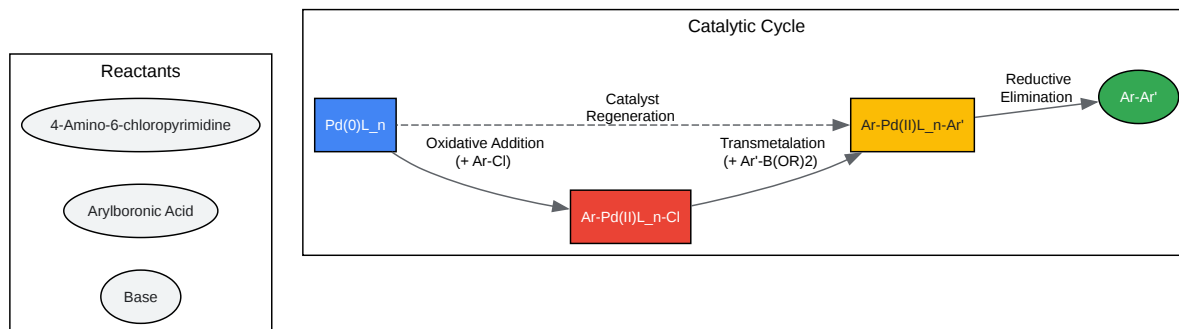 Catalytic Cycle
Reactants
4-Amino-6-chloropyrimidine
Arylboronic Acid
Base
Pd(0)L_n
Catalyst
Regeneration
Oxidative Addition
(+ Ar-Cl)
Ar-Pd(II)L_n-Cl
Transmetalation
(+ Ar'-B(OR)2)
Ar-Pd(II)L_n-Ar'
Reductive
Elimination
Ar-Ar'